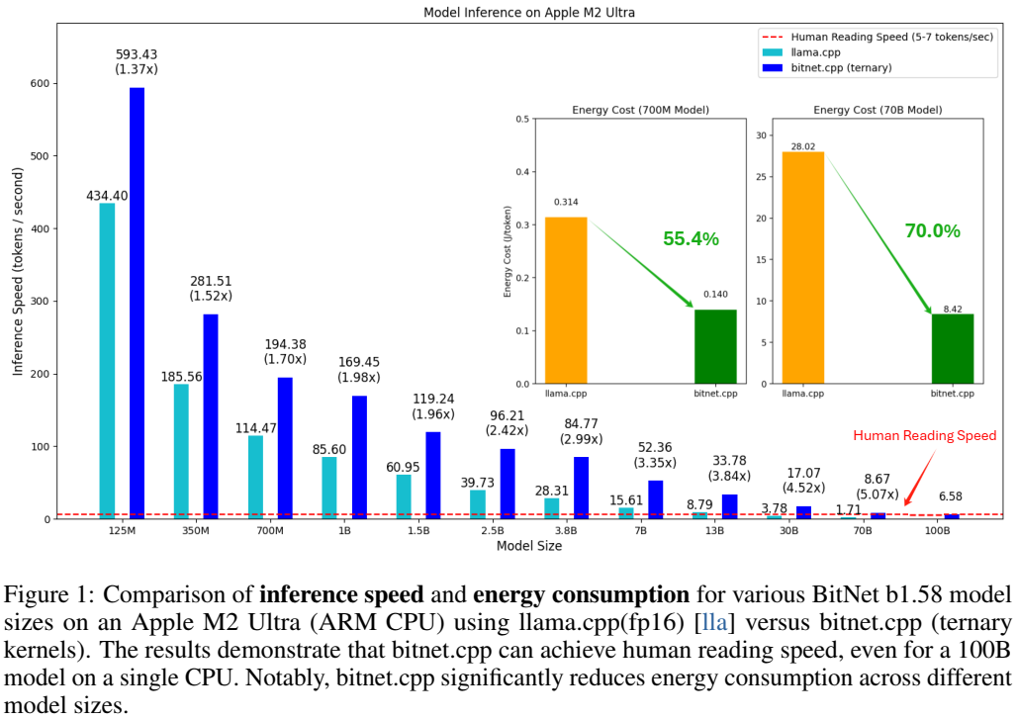 Model Inference on Apple M2 Ultra
Human Reading Speed (5-7 tokens/sec)
llama.cpp
bitnet.cpp (ternary)
Inference Speed (tokens / second)
600
500
400
300
200
100
0
434.40
593.43
(1.37x)
185.56
281.51
(1.52x)
114.47
194.38
(1.70x)
85.60
169.45
(1.98x)
60.95
119.24
(1.96x)
39.73
96.21
(2.42x)
28.31
84.77
(2.99x)
15.61
52.36
(3.35x)
8.79
33.78
(3.84x)
3.78
17.07
(4.52x)
1.71
8.67
(5.07x)
6.58
Human Reading Speed
125M
350M
700M
1B
1.5B
2.5B
3.8B
7B
13B
30B
70B
100B
Model Size
Energy Cost (700M Model)
Energy Cost (J/token)
0.5
0.4
0.3
0.2
0.1
0.0
0.314
55.4%
0.140
llama.cpp
bitnet.cpp
Energy Cost (70B Model)
30
25
20
15
10
5
0
28.02
70.0%
8.42
llama.cpp
bitnet.cpp
Figure 1: Comparison of inference speed and energy consumption for various BitNet b1.58 model
sizes on an Apple M2 Ultra (ARM CPU) using llama.cpp(fp16) [lla] versus bitnet.cpp (ternary
kernels). The results demonstrate that bitnet.cpp can achieve human reading speed, even for a 100B
model on a single CPU. Notably, bitnet.cpp significantly reduces energy consumption across different
model sizes.